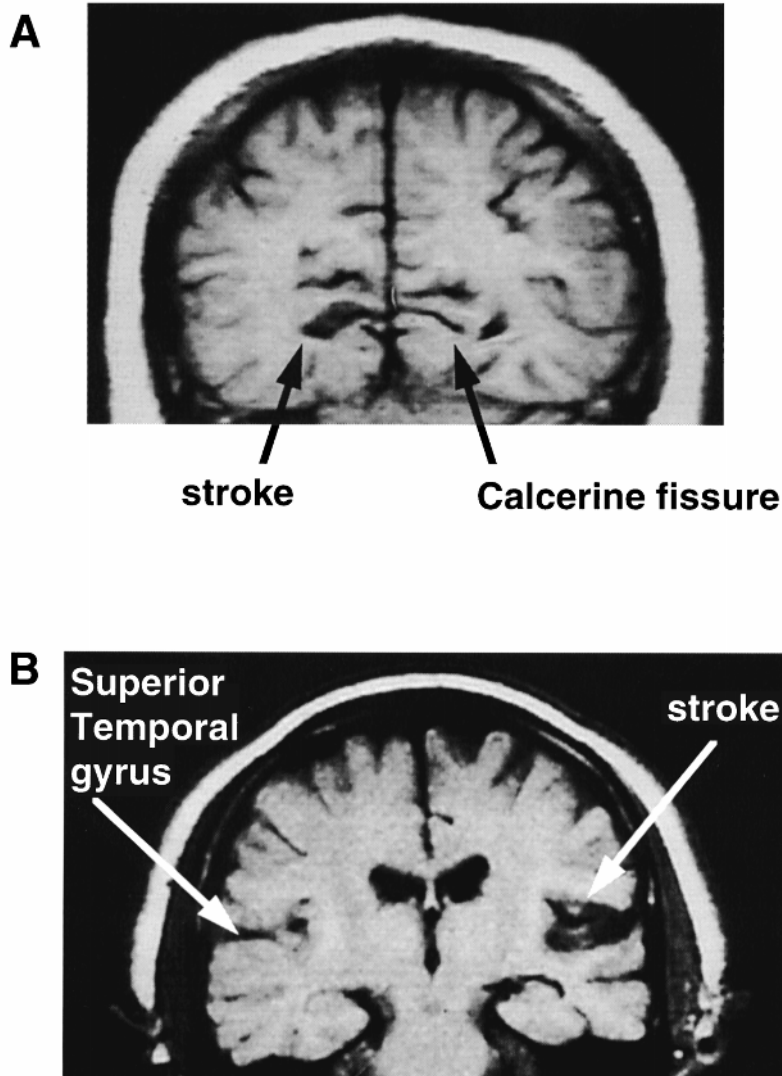 A
stroke
Calcerine fissure
B
Superior
Temporal
gyrus
stroke